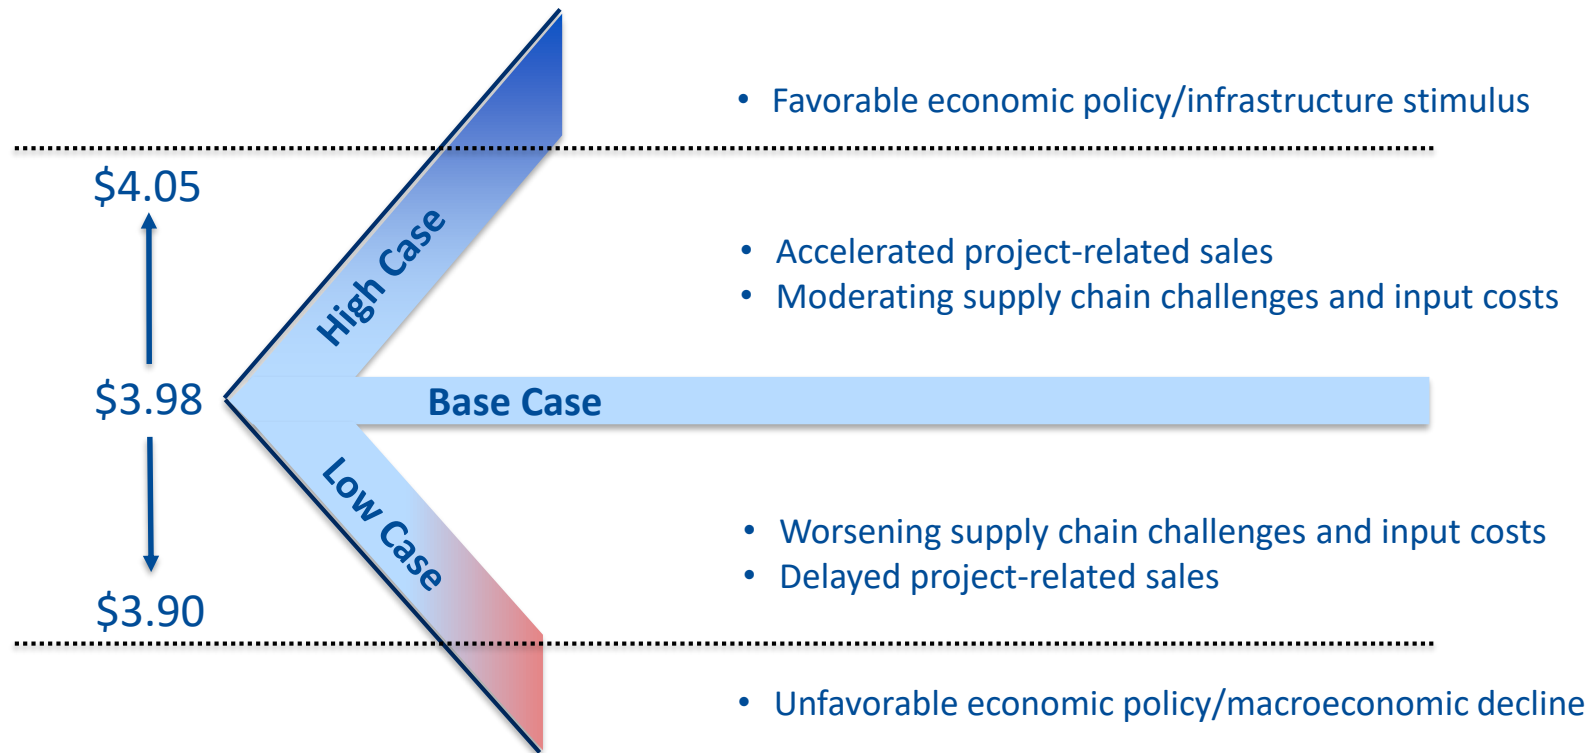 • Favorable economic policy/infrastructure stimulus
$4.05
High Case
• Accelerated project-related sales
• Moderating supply chain challenges and input costs
$3.98
Base Case
Low Case
• Worsening supply chain challenges and input costs
• Delayed project-related sales
$3.90
• Unfavorable economic policy/macroeconomic decline